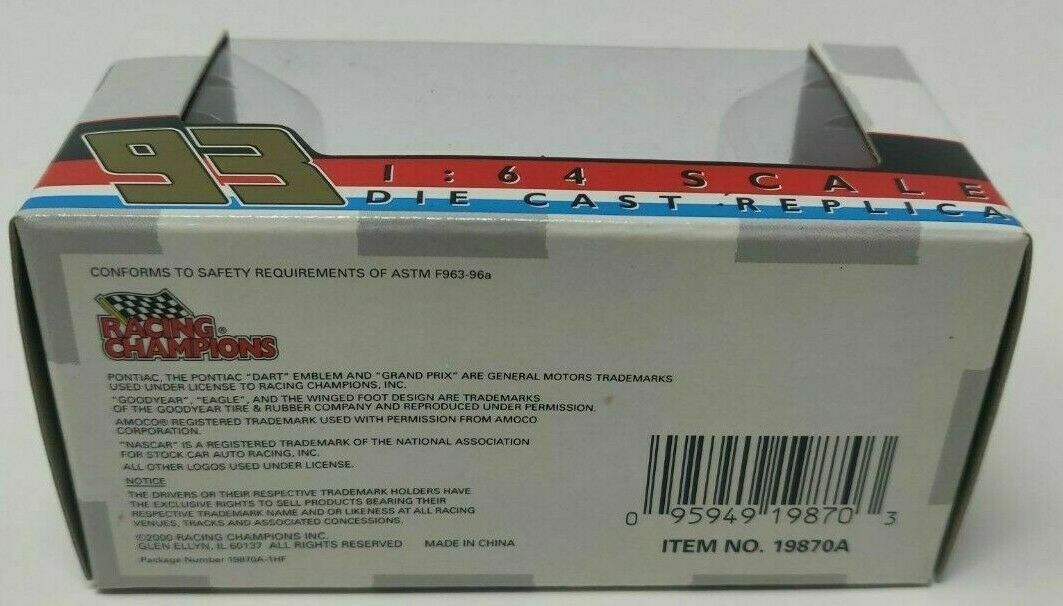 93
1:64 SCALE
DIE CAST REPLICA
CONFORMS TO SAFETY REQUIREMENTS OF ASTM F963-96a
RACING®
CHAMPIONS
PONTIAC, THE PONTIAC "DART" EMBLEM AND "GRAND PRIX" ARE GENERAL MOTORS TRADEMARKS
USED UNDER LICENSE TO RACING CHAMPIONS, INC.
"GOODYEAR", "EAGLE", AND THE WINGED FOOT DESIGN ARE TRADEMARKS
OF THE GOODYEAR TIRE & RUBBER COMPANY AND REPRODUCED UNDER PERMISSION.
AMOCO® REGISTERED TRADEMARK USED WITH PERMISSION FROM AMOCO
CORPORATION.
"NASCAR" IS A REGISTERED TRADEMARK OF THE NATIONAL ASSOCIATION
FOR STOCK CAR AUTO RACING, INC.
ALL OTHER LOGOS USED UNDER LICENSE.
NOTICE
THE DRIVERS OR THEIR RESPECTIVE TRADEMARK HOLDERS HAVE
THE EXCLUSIVE RIGHTS TO SELL PRODUCTS BEARING THEIR
RESPECTIVE TRADEMARK NAME AND OR LIKENESS AT ALL RACING
VENUES, TRACKS AND ASSOCIATED CONCESSIONS.
©2000 RACING CHAMPIONS INC.
GLEN ELLYN, IL 60137 ALL RIGHTS RESERVED MADE IN CHINA
Package Number 19870A-1HF
0 95949 19870 3
ITEM NO. 19870A